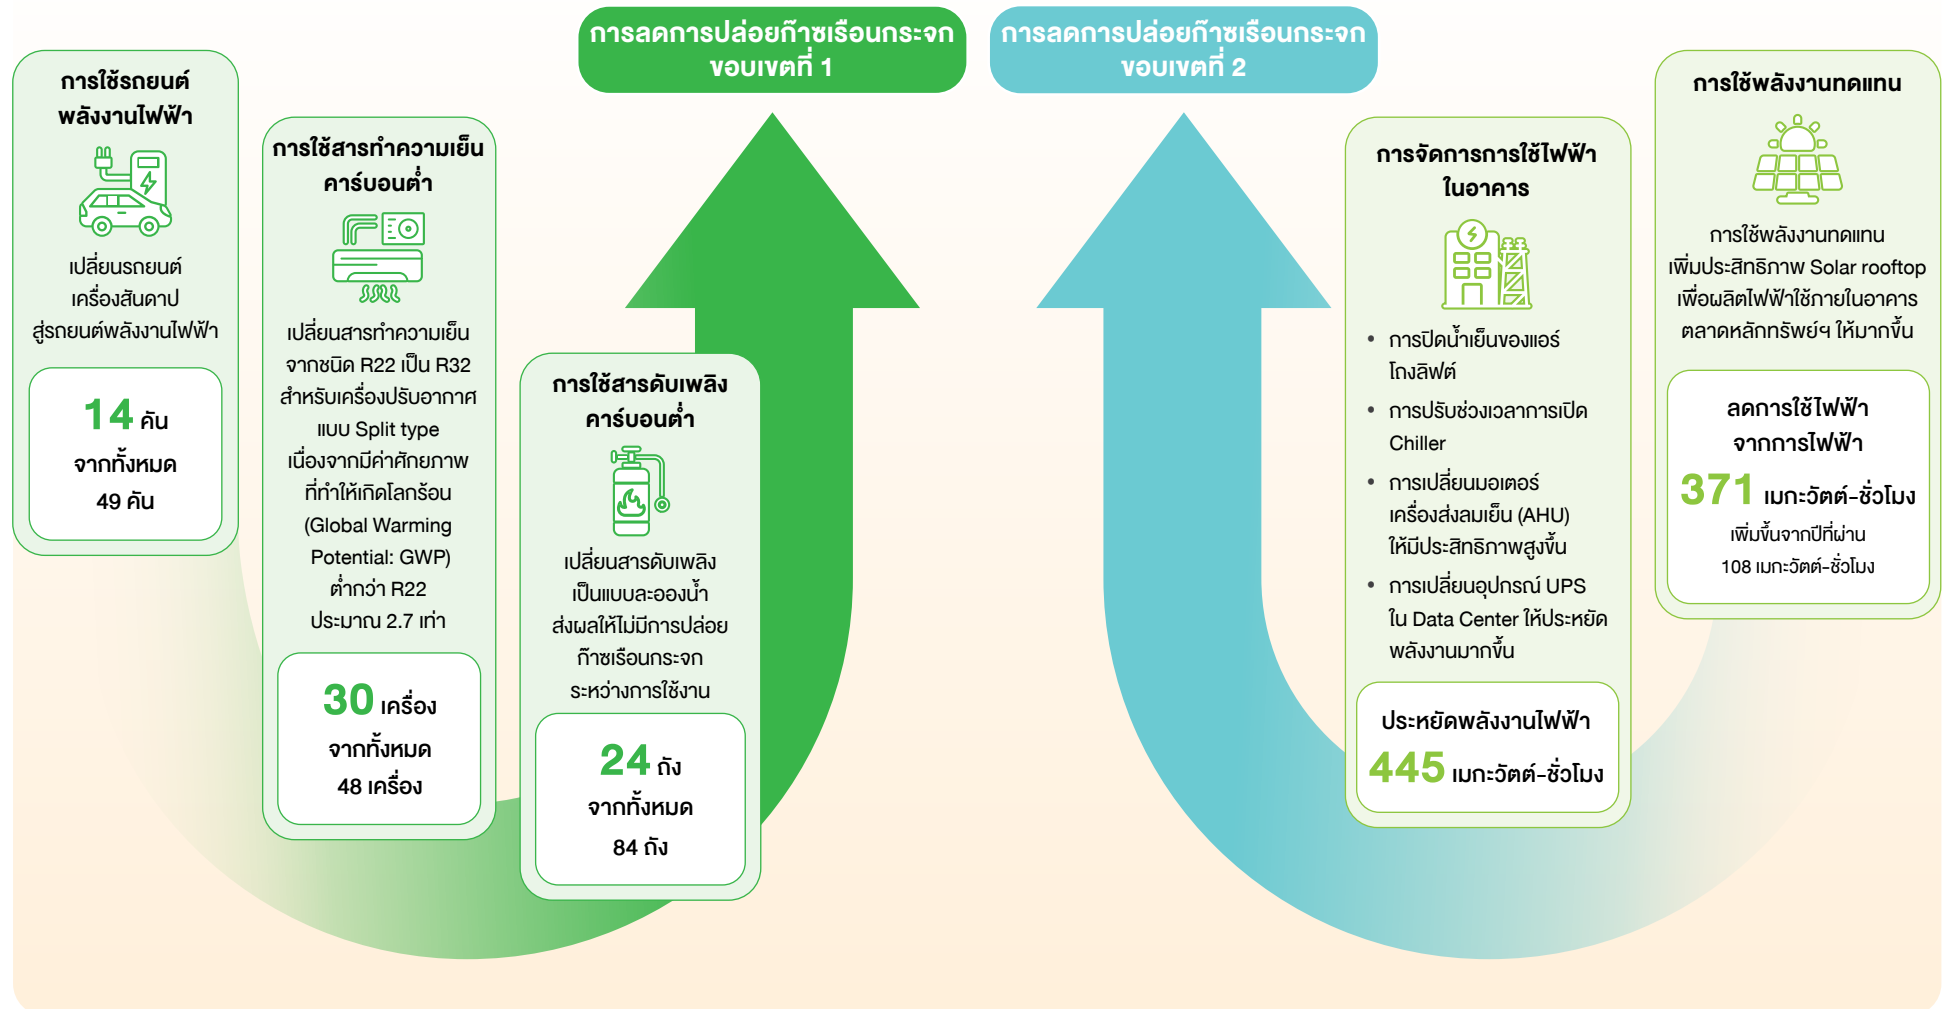 การลดการปล่อยก๊าซเรือนกระจก
ขอบเขตที่ 1
การใช้รถยนต์
พลังงานไฟฟ้า
เปลี่ยนรถยนต์
เครื่องสันดาป
สู่รถยนต์พลังงานไฟฟ้า
14 คัน
จากทั้งหมด
49 คัน
การใช้สารทำความเย็น
คาร์บอนต่ำ
เปลี่ยนสารทำความเย็น
จากชนิด R22 เป็น R32
สำหรับเครื่องปรับอากาศ
แบบ Split type
เนื่องจากมีค่าศักยภาพ
ที่ทำให้เกิดโลกร้อน
(Global Warming
Potential: GWP)
ต่ำกว่า R22
ประมาณ 2.7 เท่า
30 เครื่อง
จากทั้งหมด
48 เครื่อง
การใช้สารดับเพลิง
คาร์บอนต่ำ
เปลี่ยนสารดับเพลิง
เป็นแบบละอองน้ำ
ส่งผลให้ไม่มีการปล่อย
ก๊าซเรือนกระจก
ระหว่างการใช้งาน
24 ถัง
จากทั้งหมด
84 ถัง
การลดการปล่อยก๊าซเรือนกระจก
ขอบเขตที่ 2
การจัดการการใช้ไฟฟ้า
ในอาคาร
• การปิดน้ำเย็นของแอร์
โถงลิฟต์
• การปรับช่วงเวลาการเปิด
Chiller
• การเปลี่ยนมอเตอร์
เครื่องส่งลมเย็น (AHU)
ให้มีประสิทธิภาพสูงขึ้น
• การเปลี่ยนอุปกรณ์ UPS
ใน Data Center ให้ประหยัด
พลังงานมากขึ้น
ประหยัดพลังงานไฟฟ้า
445 เมกะวัตต์-ชั่วโมง
การใช้พลังงานทดแทน
การใช้พลังงานทดแทน
เพิ่มประสิทธิภาพ Solar rooftop
เพื่อผลิตไฟฟ้าใช้ภายในอาคาร
ตลาดหลักทรัพย์ฯ ให้มากขึ้น
ลดการใช้ไฟฟ้า
จากการไฟฟ้า
371 เมกะวัตต์-ชั่วโมง
เพิ่มขึ้นจากปีที่ผ่าน
108 เมกะวัตต์-ชั่วโมง